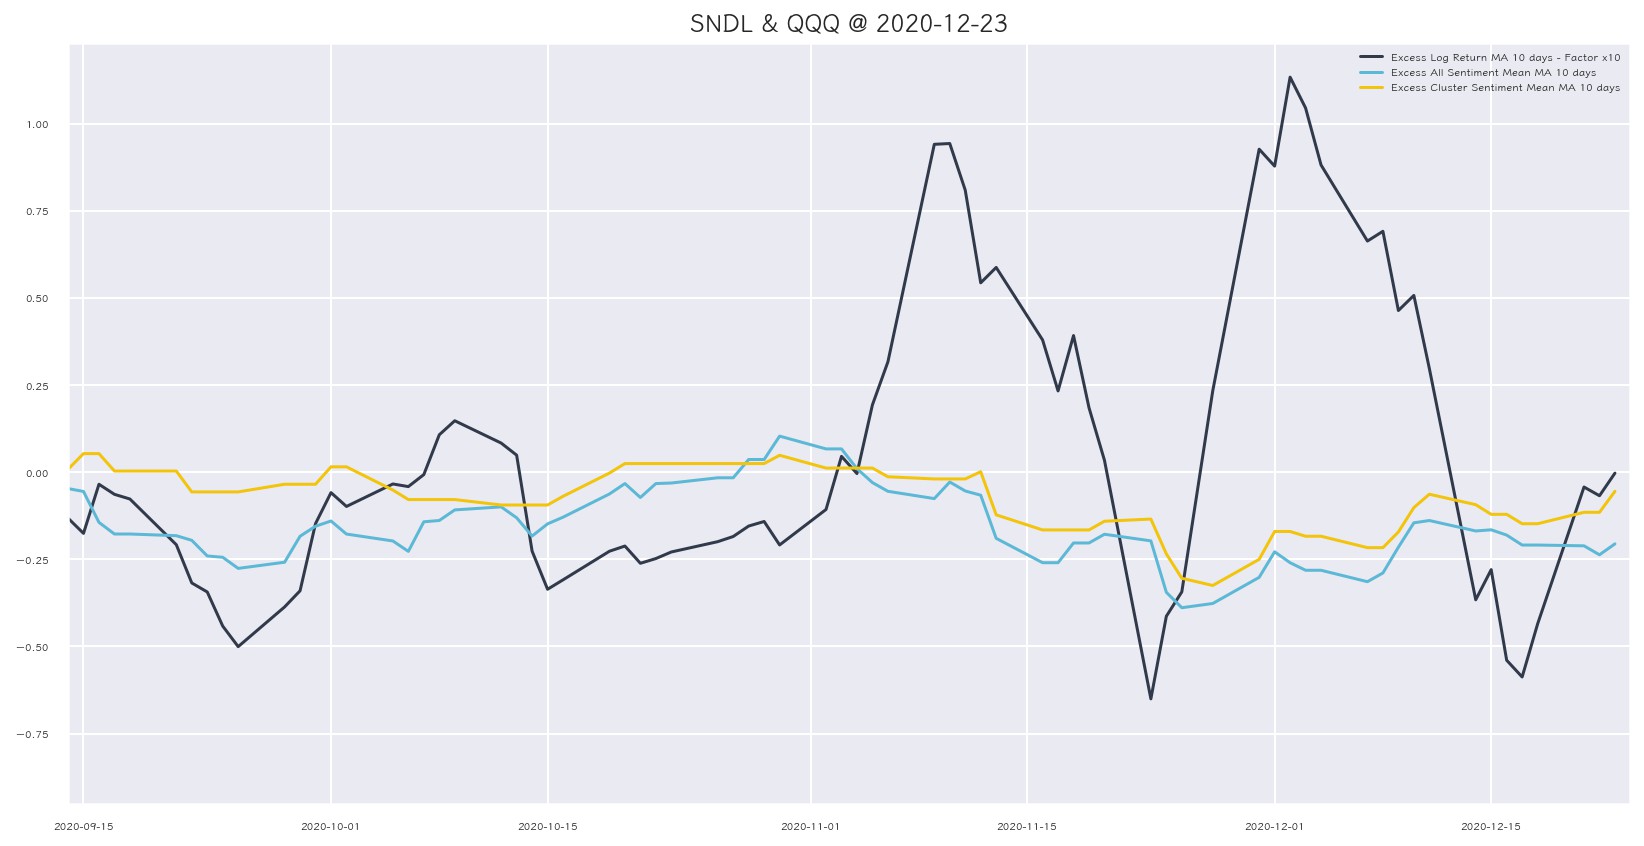 SNDL & QQQ @ 2020-12-23
Excess Log Return MA 10 days - Factor x10
Excess All Sentiment Mean MA 10 days
Excess Cluster Sentiment Mean MA 10 days
1.00
0.75
0.50
0.25
0.00
−0.25
−0.50
−0.75
2020-09-15 2020-10-01 2020-10-15 2020-11-01 2020-11-15 2020-12-01 2020-12-15